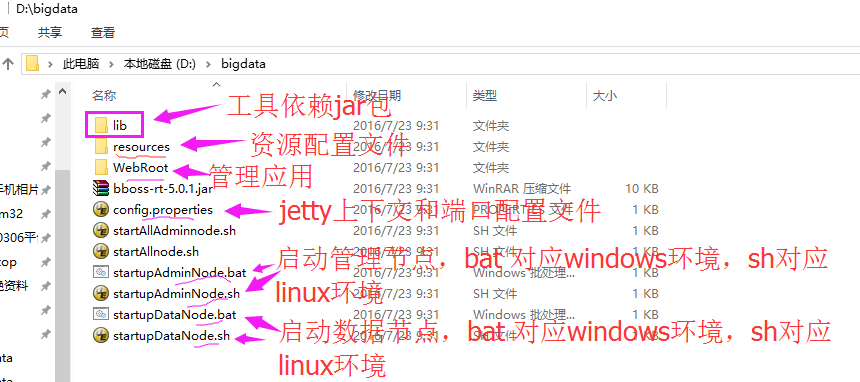 D:\bigdata
页 共享 查看
此电脑 > 本地磁盘 (D:) > bigdata
名称 修改日期 类型 大小
lib 2016/7/23 9:31 文件夹
工具依赖jar包
resources 2016/7/23 9:31 文件夹
资源配置文件
WebRoot 2016/7/23 9:31 文件夹
管理应用
bboss-rt-5.0.1.jar 2016/7/23 9:31 WinRAR 压缩文件 10 KB
config.properties 2016/7/23 9:31 PROPERTIES 文件 1 KB
jetty上下文和端口配置文件
startAllAdminnode.sh 2016/7/23 9:31 SH 文件 1 KB
startAllnode.sh 2016/7/23 9:31 SH 文件 1 KB
startupAdminNode.bat 2016/7/23 9:31 Windows 批处理... 1 KB
启动管理节点，bat 对应windows环境，sh对应
startupAdminNode.sh 2016/7/23 9:31 SH 文件 1 KB
linux环境
startupDataNode.bat 2016/7/23 9:31 Windows 批处理... 1 KB
启动数据节点，bat 对应windows环境，sh对应
startupDataNode.sh 2016/7/23 9:31 SH 文件 1 KB
linux环境
手机相片
m32
0306平台
top
资料
ata
ata